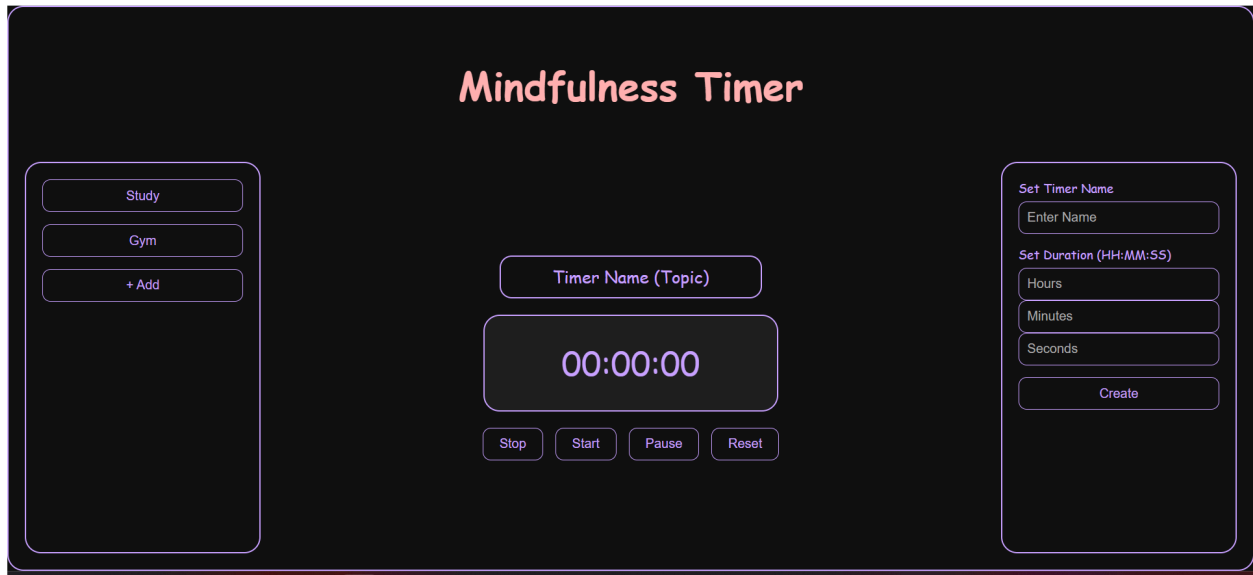 Mindfulness Timer
Study
Gym
+ Add
Timer Name (Topic)
00:00:00
Stop Start Pause Reset
Set Timer Name
Enter Name
Set Duration (HH:MM:SS)
Hours
Minutes
Seconds
Create